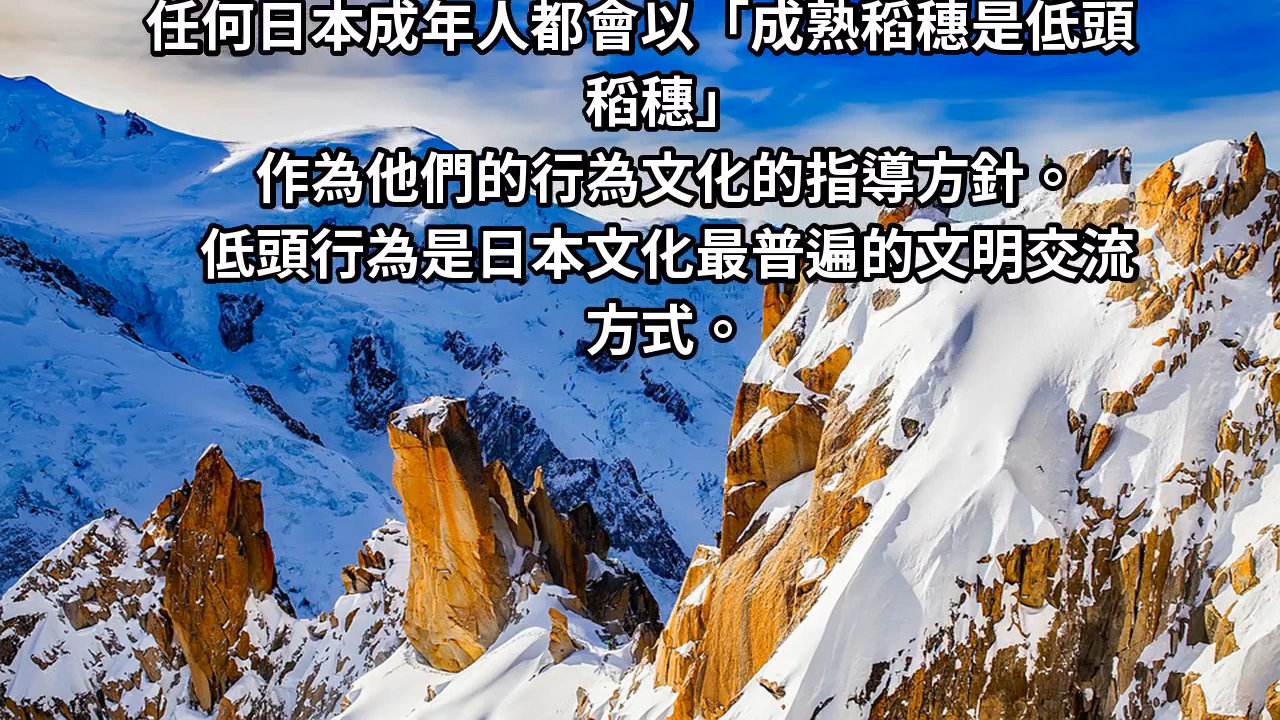 任何日本成年人都會以「成熟稻穗是低頭
稻穗」
作為他們的行為文化的指導方針。
低頭行為是日本文化最普遍的文明交流
方式。